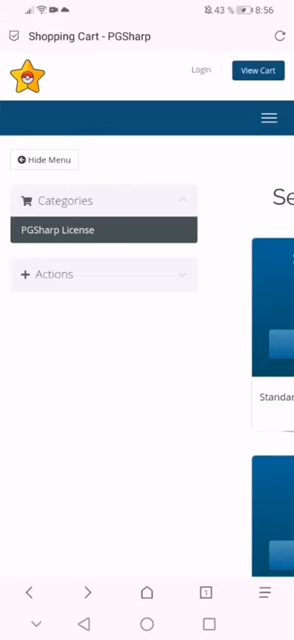 43 % 8:56
Shopping Cart - PGSharp
Login
View Cart
Hide Menu
Categories
PGSharp License
Actions
Se
Standar
1